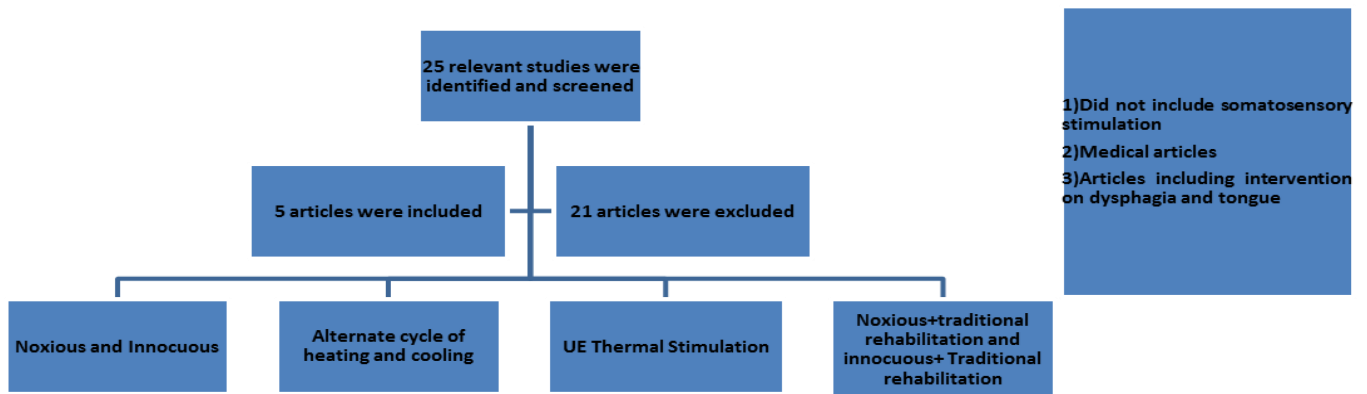 25 relevant studies were
identified and screened
5 articles were included
21 articles were excluded
Noxious and Innocuous
Alternate cycle of
heating and cooling
UE Thermal Stimulation
Noxious+traditional
rehabilitation and
innocuous+ Traditional
rehabilitation
1)Did not include somatosensory
stimulation
2)Medical articles
3)Articles including intervention
on dysphagia and tongue